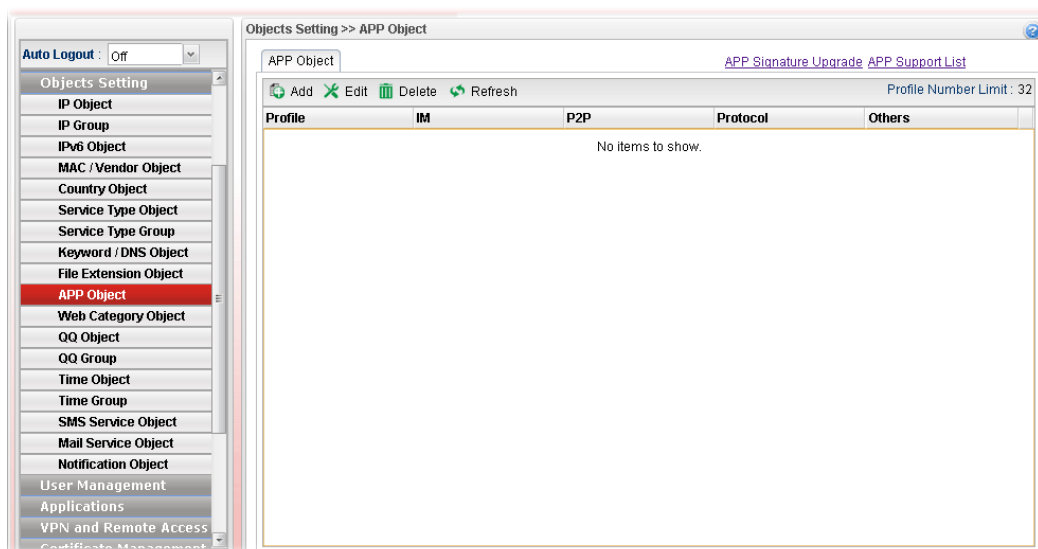 Objects Setting >> APP Object
Auto Logout : Off
Objects Setting
IP Object
IP Group
IPv6 Object
MAC / Vendor Object
Country Object
Service Type Object
Service Type Group
Keyword / DNS Object
File Extension Object
APP Object
Web Category Object
QQ Object
QQ Group
Time Object
Time Group
SMS Service Object
Mail Service Object
Notification Object
User Management
Applications
VPN and Remote Access
Certificate Management
APP Object
APP Signature Upgrade APP Support List
Add Edit Delete Refresh Profile Number Limit : 32
Profile IM P2P Protocol Others
No items to show.